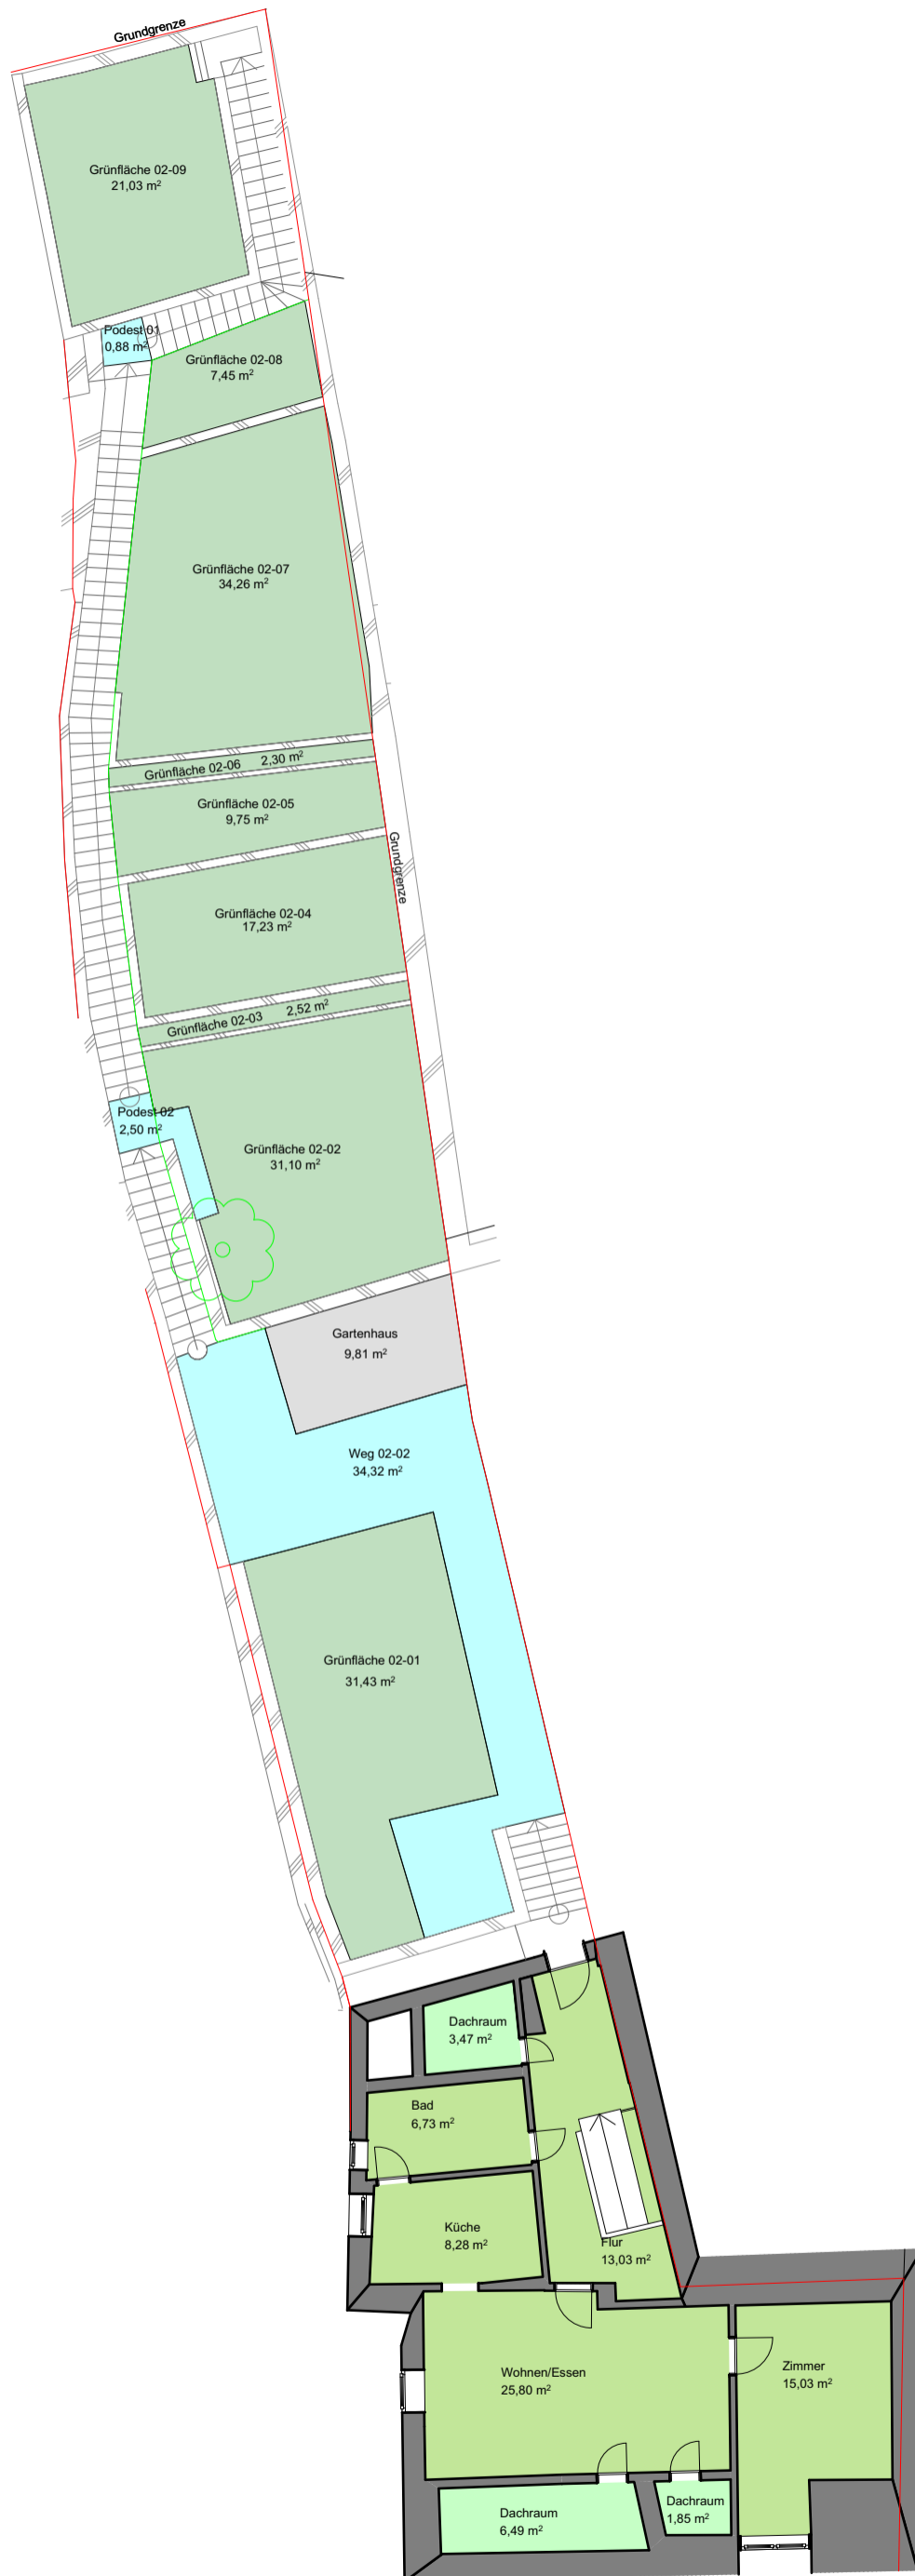 Grundgrenze
Grünfläche 02-09
21,03 m²
Podest 01
0,88 m²
Grünfläche 02-08
7,45 m²
Grünfläche 02-07
34,26 m²
Grünfläche 02-06 2,30 m²
Grünfläche 02-05
9,75 m²
Grundgrenze
Grünfläche 02-04
17,23 m²
Grünfläche 02-03 2,52 m²
Podest 02
2,50 m²
Grünfläche 02-02
31,10 m²
Gartenhaus
9,81 m²
Weg 02-02
34,32 m²
Grünfläche 02-01
31,43 m²
Dachraum
3,47 m²
Bad
6,73 m²
Küche
8,28 m²
Flur
13,03 m²
Wohnen/Essen
25,80 m²
Zimmer
15,03 m²
Dachraum
6,49 m²
Dachraum
1,85 m²